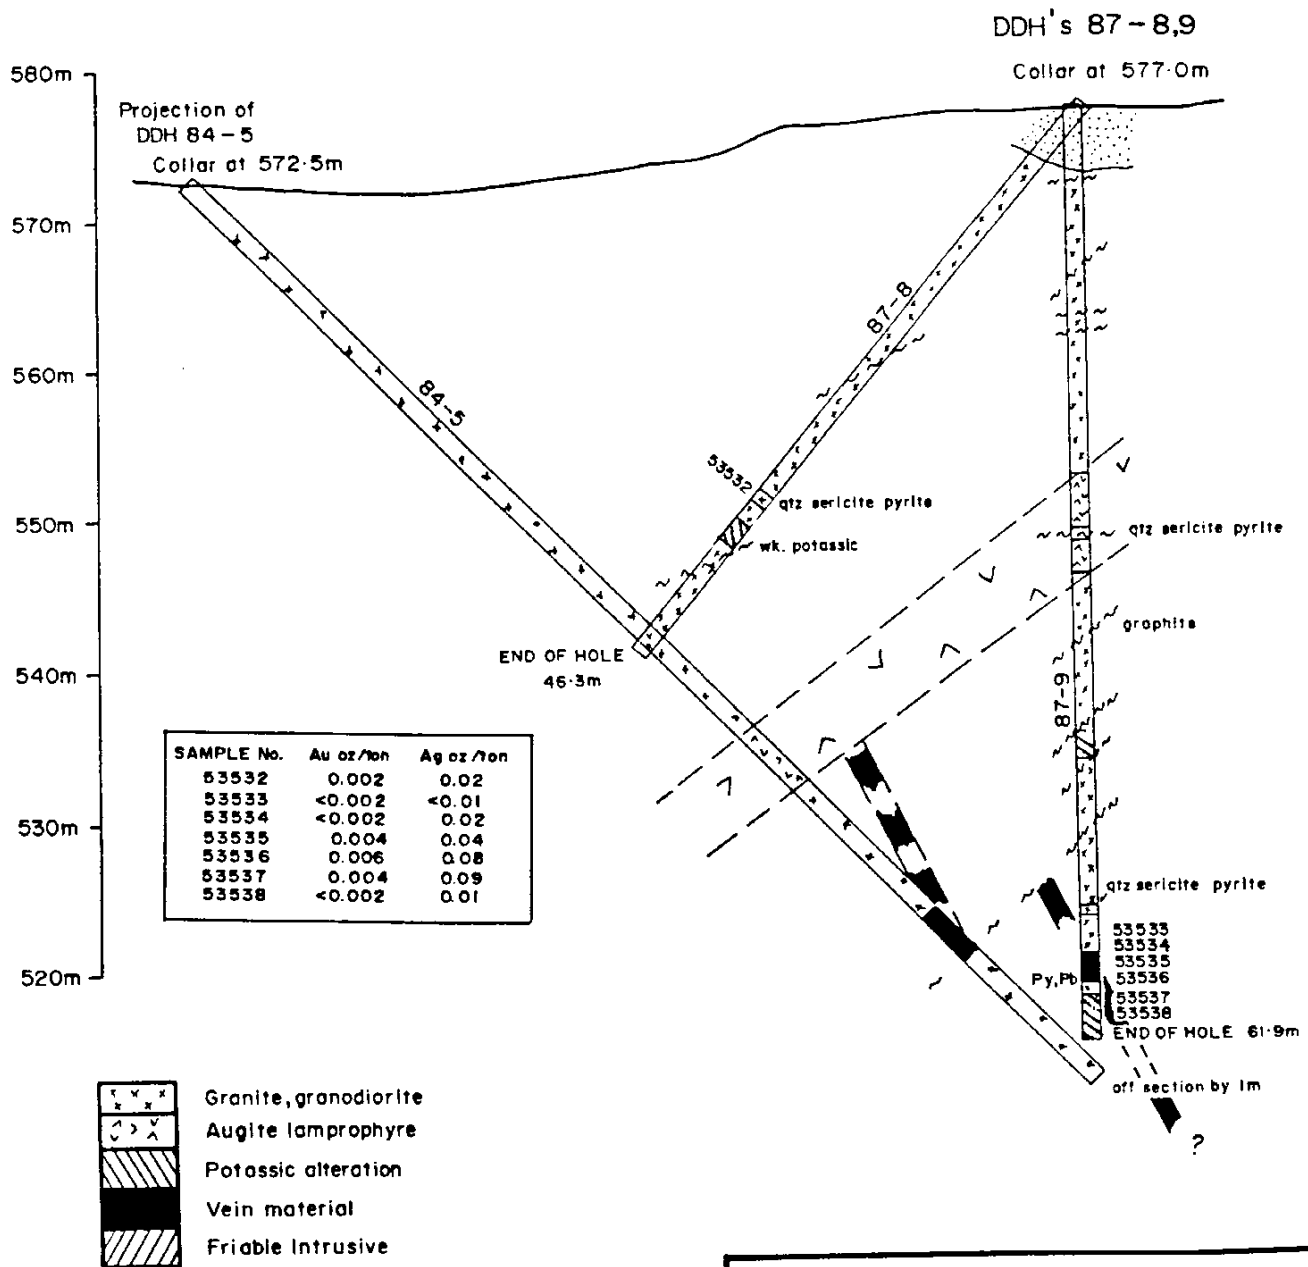 DDH's 87-8,9
Collar at 577.0m
580m
Projection of
DDH 84-5
Collar at 572.5m
570m
560m
550m
540m
530m
520m
87-8
84-5
53532
qtz sericite pyrite
wk. potassic
qtz sericite pyrite
graphite
87-9
END OF HOLE
46.3m
SAMPLE No. Au oz/ton Ag oz/ton
53532 0.002 0.02
53533 <0.002 <0.01
53534 <0.002 0.02
53535 0.004 0.04
53536 0.006 0.08
53537 0.004 0.09
53538 <0.002 0.01
qtz sericite pyrite
53533
53534
53535
Py,Pb 53536
53537
53538
END OF HOLE 61.9m
off section by 1m
?
Granite, granodiorite
Augite lamprophyre
Potassic alteration
Vein material
Friable Intrusive